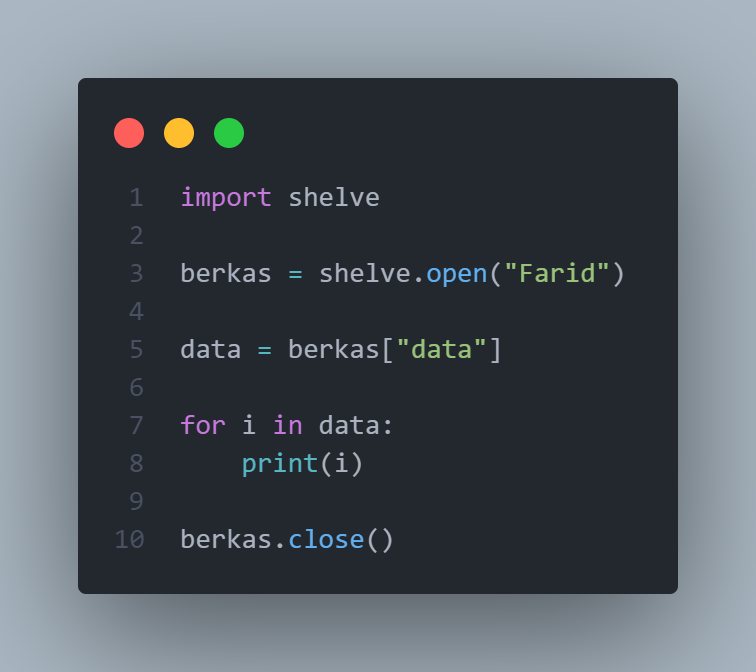 1 import shelve
2
3 berkas = shelve.open("Farid")
4
5 data = berkas["data"]
6
7 for i in data:
8     print(i)
9
10 berkas.close()